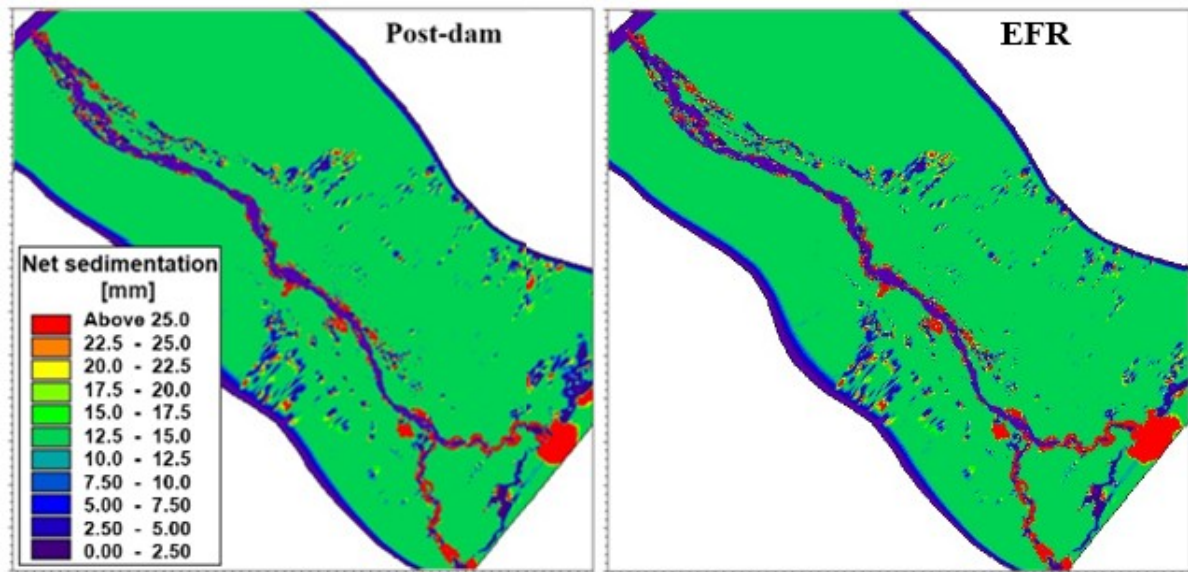 Post-dam
EFR
Net sedimentation
[mm]
Above 25.0
22.5 - 25.0
20.0 - 22.5
17.5 - 20.0
15.0 - 17.5
12.5 - 15.0
10.0 - 12.5
7.50 - 10.0
5.00 - 7.50
2.50 - 5.00
0.00 - 2.50